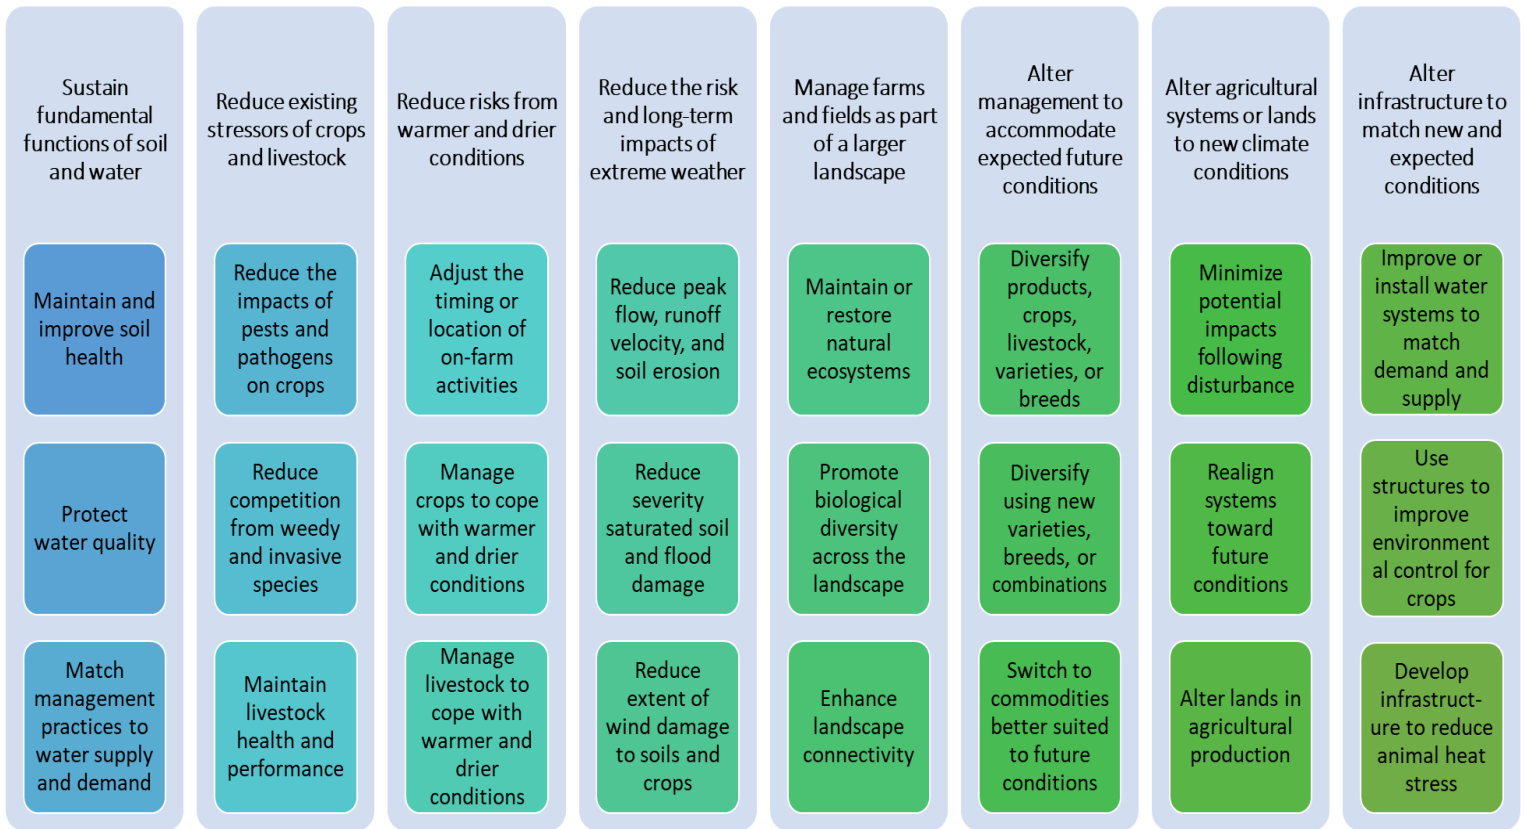 Sustain
fundamental
functions of soil
and water
Maintain and
improve soil
health
Protect
water quality
Match
management
practices to
water supply
and demand
Reduce existing
stressors of crops
and livestock
Reduce the
impacts of
pests and
pathogens
on crops
Reduce
competition
from weedy
and invasive
species
Maintain
livestock
health and
performance
Reduce risks from
warmer and drier
conditions
Adjust the
timing or
location of
on-farm
activities
Manage
crops to cope
with warmer
and drier
conditions
Manage
livestock to
cope with
warmer and
drier
conditions
Reduce the risk
and long-term
impacts of
extreme weather
Reduce peak
flow, runoff
velocity, and
soil erosion
Reduce
severity
saturated soil
and flood
damage
Reduce
extent of
wind damage
to soils and
crops
Manage farms
and fields as part
of a larger
landscape
Maintain or
restore
natural
ecosystems
Promote
biological
diversity
across the
landscape
Enhance
landscape
connectivity
Alter
management to
accommodate
expected future
conditions
Diversify
products,
crops,
livestock,
varieties, or
breeds
Diversify
using new
varieties,
breeds, or
combinations
Switch to
commodities
better suited
to future
conditions
Alter agricultural
systems or lands
to new climate
conditions
Minimize
potential
impacts
following
disturbance
Realign
systems
toward
future
conditions
Alter lands in
agricultural
production
Alter
infrastructure to
match new and
expected
conditions
Improve or
install water
systems to
match
demand and
supply
Use
structures to
improve
environment
al control for
crops
Develop
infrastruct-
ure to reduce
animal heat
stress